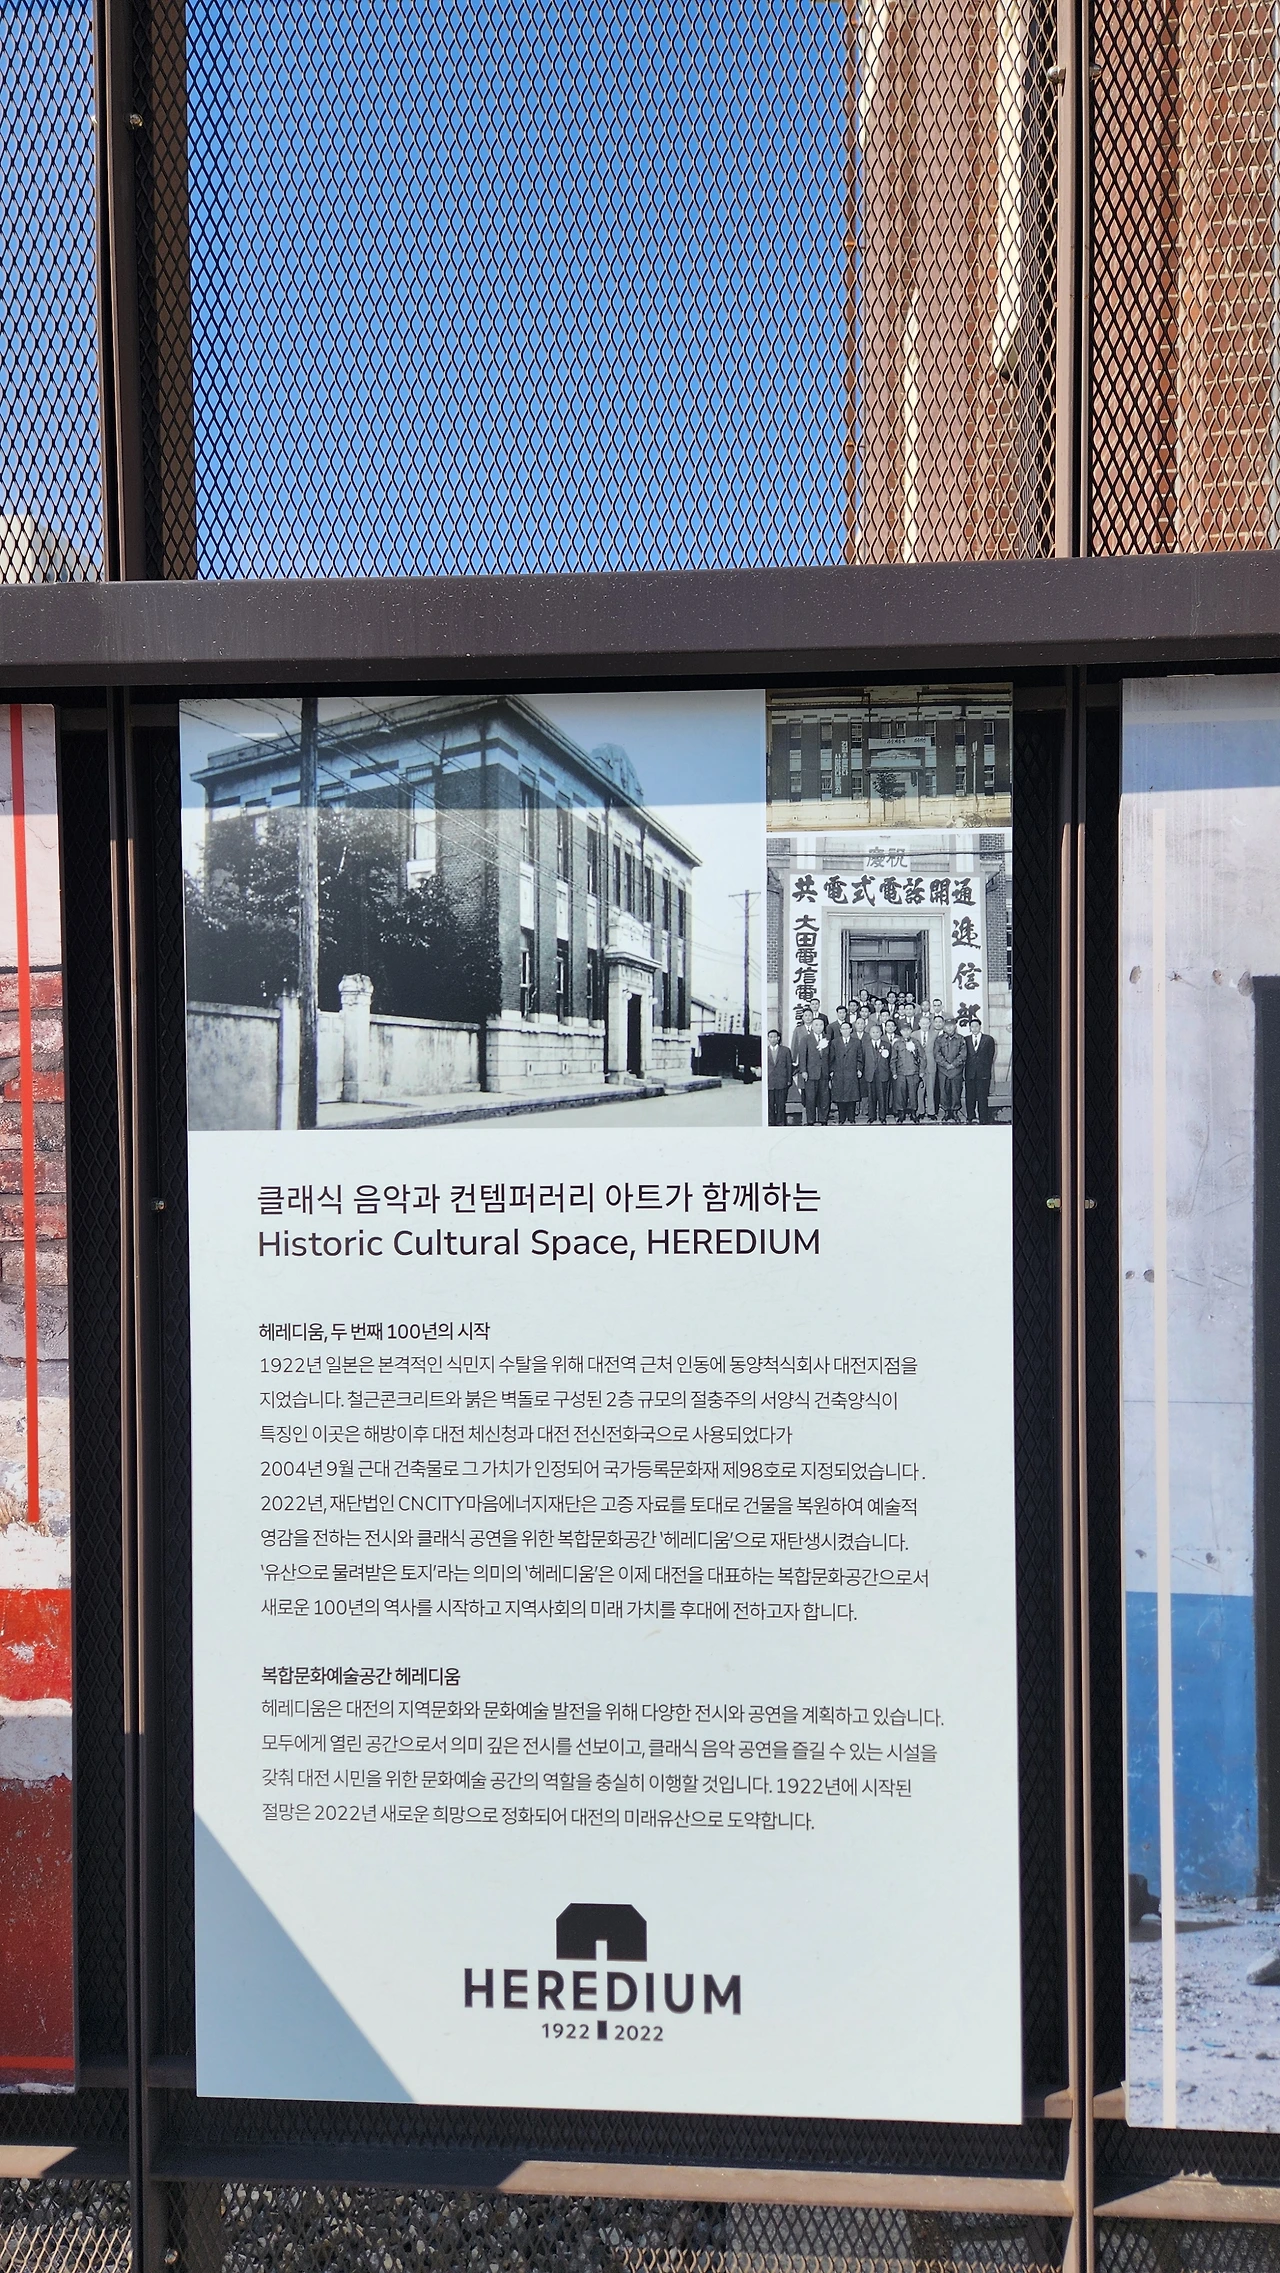 慶祝
共電式電話開通
大田電信電話
遞信部
클래식 음악과 컨템퍼러리 아트가 함께하는
Historic Cultural Space, HEREDIUM
헤레디움, 두 번째 100년의 시작
1922년 일본은 본격적인 식민지 수탈을 위해 대전역 근처 인동에 동양척식회사 대전지점을
지었습니다. 철근콘크리트와 붉은 벽돌로 구성된 2층 규모의 절충주의 서양식 건축양식이
특징인 이곳은 해방이후 대전 체신청과 대전 전신전화국으로 사용되었다가
2004년 9월 근대 건축물로 그 가치가 인정되어 국가등록문화재 제98호로 지정되었습니다.
2022년, 재단법인 CNCITY마음에너지재단은 고증 자료를 토대로 건물을 복원하여 예술적
영감을 전하는 전시와 클래식 공연을 위한 복합문화공간 '헤레디움'으로 재탄생시켰습니다.
'유산으로 물려받은 토지'라는 의미의 '헤레디움'은 이제 대전을 대표하는 복합문화공간으로서
새로운 100년의 역사를 시작하고 지역사회의 미래 가치를 후대에 전하고자 합니다.
복합문화예술공간 헤레디움
헤레디움은 대전의 지역문화와 문화예술 발전을 위해 다양한 전시와 공연을 계획하고 있습니다.
모두에게 열린 공간으로서 의미 깊은 전시를 선보이고, 클래식 음악 공연을 즐길 수 있는 시설을
갖춰 대전 시민을 위한 문화예술 공간의 역할을 충실히 이행할 것입니다. 1922년에 시작된
절망은 2022년 새로운 희망으로 정화되어 대전의 미래유산으로 도약합니다.
HEREDIUM
1922 2022